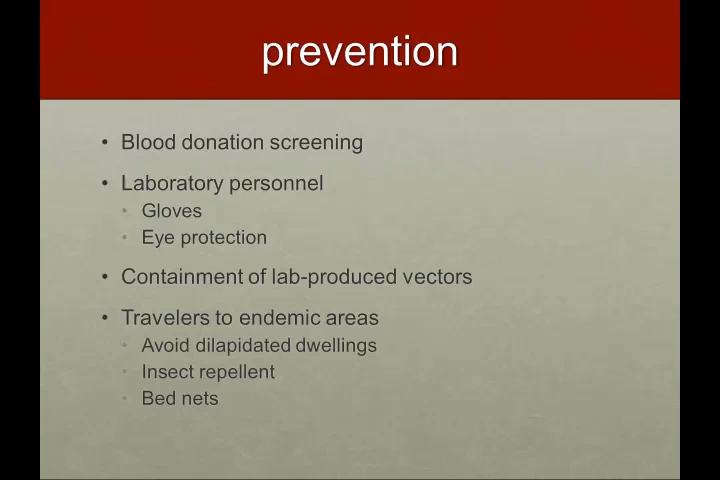 prevention
• Blood donation screening
• Laboratory personnel
• Gloves
• Eye protection
• Containment of lab-produced vectors
• Travelers to endemic areas
• Avoid dilapidated dwellings
• Insect repellent
• Bed nets